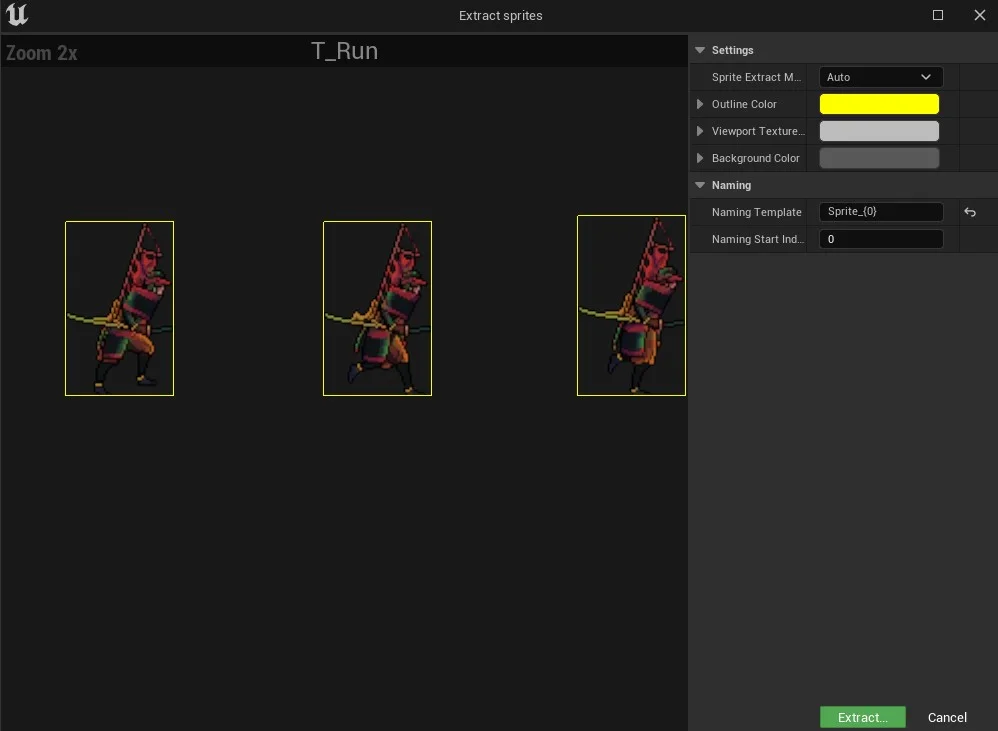 Extract sprites
Zoom 2x
T_Run
Settings
Sprite Extract M...
Auto
Outline Color
Viewport Texture...
Background Color
Naming
Naming Template
Sprite_{0}
Naming Start Ind...
0
Extract...
Cancel